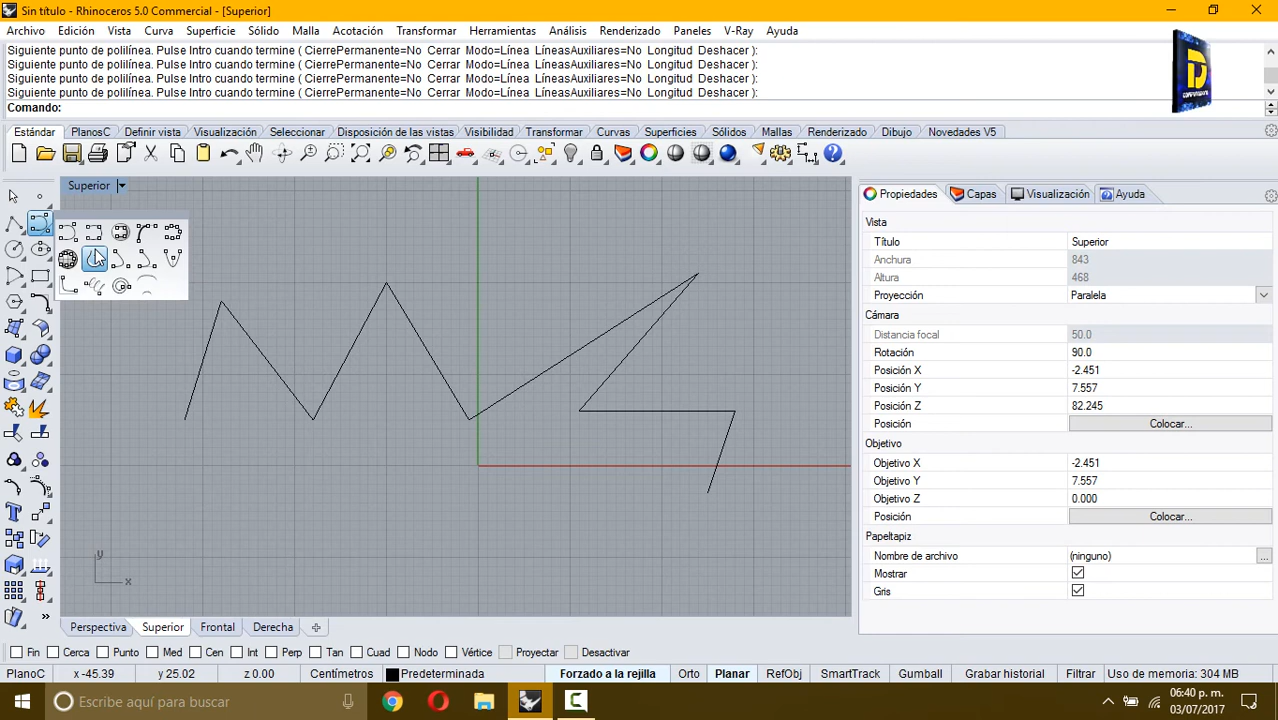 Sin título - Rhinoceros 5.0 Commercial - [Superior]
Archivo Edición Vista Curva Superficie Sólido Malla Acotación Transformar Herramientas Análisis Renderizado Paneles V-Ray Ayuda
Siguiente punto de polilínea. Pulse Intro cuando termine ( CierrePermanente=No Cerrar Modo=Línea LíneasAuxiliares=No Longitud Deshacer ):
Siguiente punto de polilínea. Pulse Intro cuando termine ( CierrePermanente=No Cerrar Modo=Línea LíneasAuxiliares=No Longitud Deshacer ):
Siguiente punto de polilínea. Pulse Intro cuando termine ( CierrePermanente=No Cerrar Modo=Línea LíneasAuxiliares=No Longitud Deshacer ):
Siguiente punto de polilínea. Pulse Intro cuando termine ( CierrePermanente=No Cerrar Modo=Línea LíneasAuxiliares=No Longitud Deshacer ):
Comando:
Estándar PlanosC Definir vista Visualización Seleccionar Disposición de las vistas Visibilidad Transformar Curvas Superficies Sólidos Mallas Renderizado Dibujo Novedades V5
Superior
Propiedades Capas Visualización Ayuda
Vista
Título Superior
Anchura 843
Altura 468
Proyección Paralela
Cámara
Distancia focal 50.0
Rotación 90.0
Posición X -2.451
Posición Y 7.557
Posición Z 82.245
Posición Colocar...
Objetivo
Objetivo X -2.451
Objetivo Y 7.557
Objetivo Z 0.000
Posición Colocar...
Papeltapiz
Nombre de archivo (ninguno) ...
Mostrar
Gris
y
x
Perspectiva Superior Frontal Derecha
Fin Cerca Punto Med Cen Int Perp Tan Cuad Nodo Vértice Proyectar Desactivar
PlanoC x -45.39 y 25.02 z 0.00 Centímetros Predeterminada Forzado a la rejilla Orto Planar RefObj SmartTrack Gumball Grabar historial Filtrar Uso de memoria: 304 MB
Escribe aquí para buscar
06:40 p. m.
03/07/2017